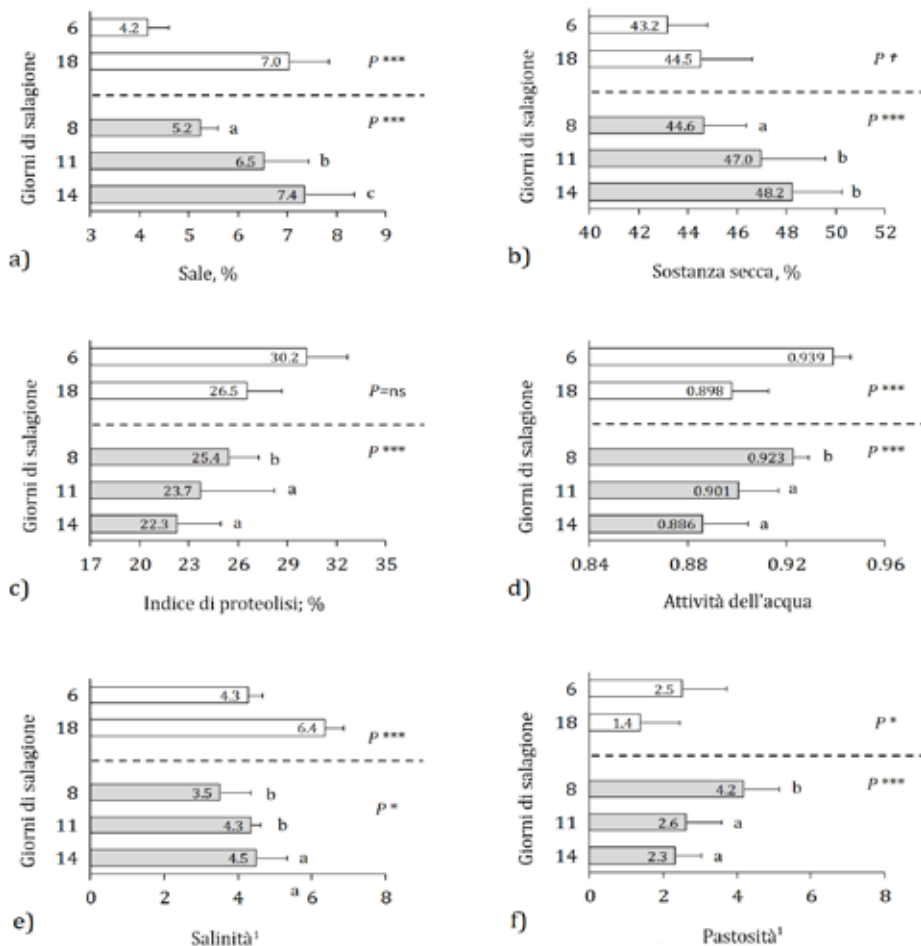 Giorni di salagione
6
4.2
18
7.0
P ***
8
5.2
a
P ***
11
6.5
b
14
7.4
c
3 4 5 6 7 8 9
a)
Sale, %
Giorni di salagione
6
43.2
18
44.5
P †
8
44.6
a
P ***
11
47.0
b
14
48.2
b
40 42 44 46 48 50 52
b)
Sostanza secca, %
Giorni di salagione
6
30.2
18
26.5
P=ns
8
25.4
b
P ***
11
23.7
a
14
22.3
a
17 20 23 26 29 32 35
c)
Indice di proteolisi; %
Giorni di salagione
6
0.939
18
0.898
P ***
8
0.923
b
P ***
11
0.901
a
14
0.886
a
0.84 0.88 0.92 0.96
d)
Attività dell'acqua
Giorni di salagione
6
4.3
18
6.4
P ***
8
3.5
b
P *
11
4.3
b
14
4.5
a
a
0 2 4 6 8
e)
Salinità¹
Giorni di salagione
6
2.5
18
1.4
P *
8
4.2
b
P ***
11
2.6
a
14
2.3
a
0 2 4 6 8
f)
Pastosità¹